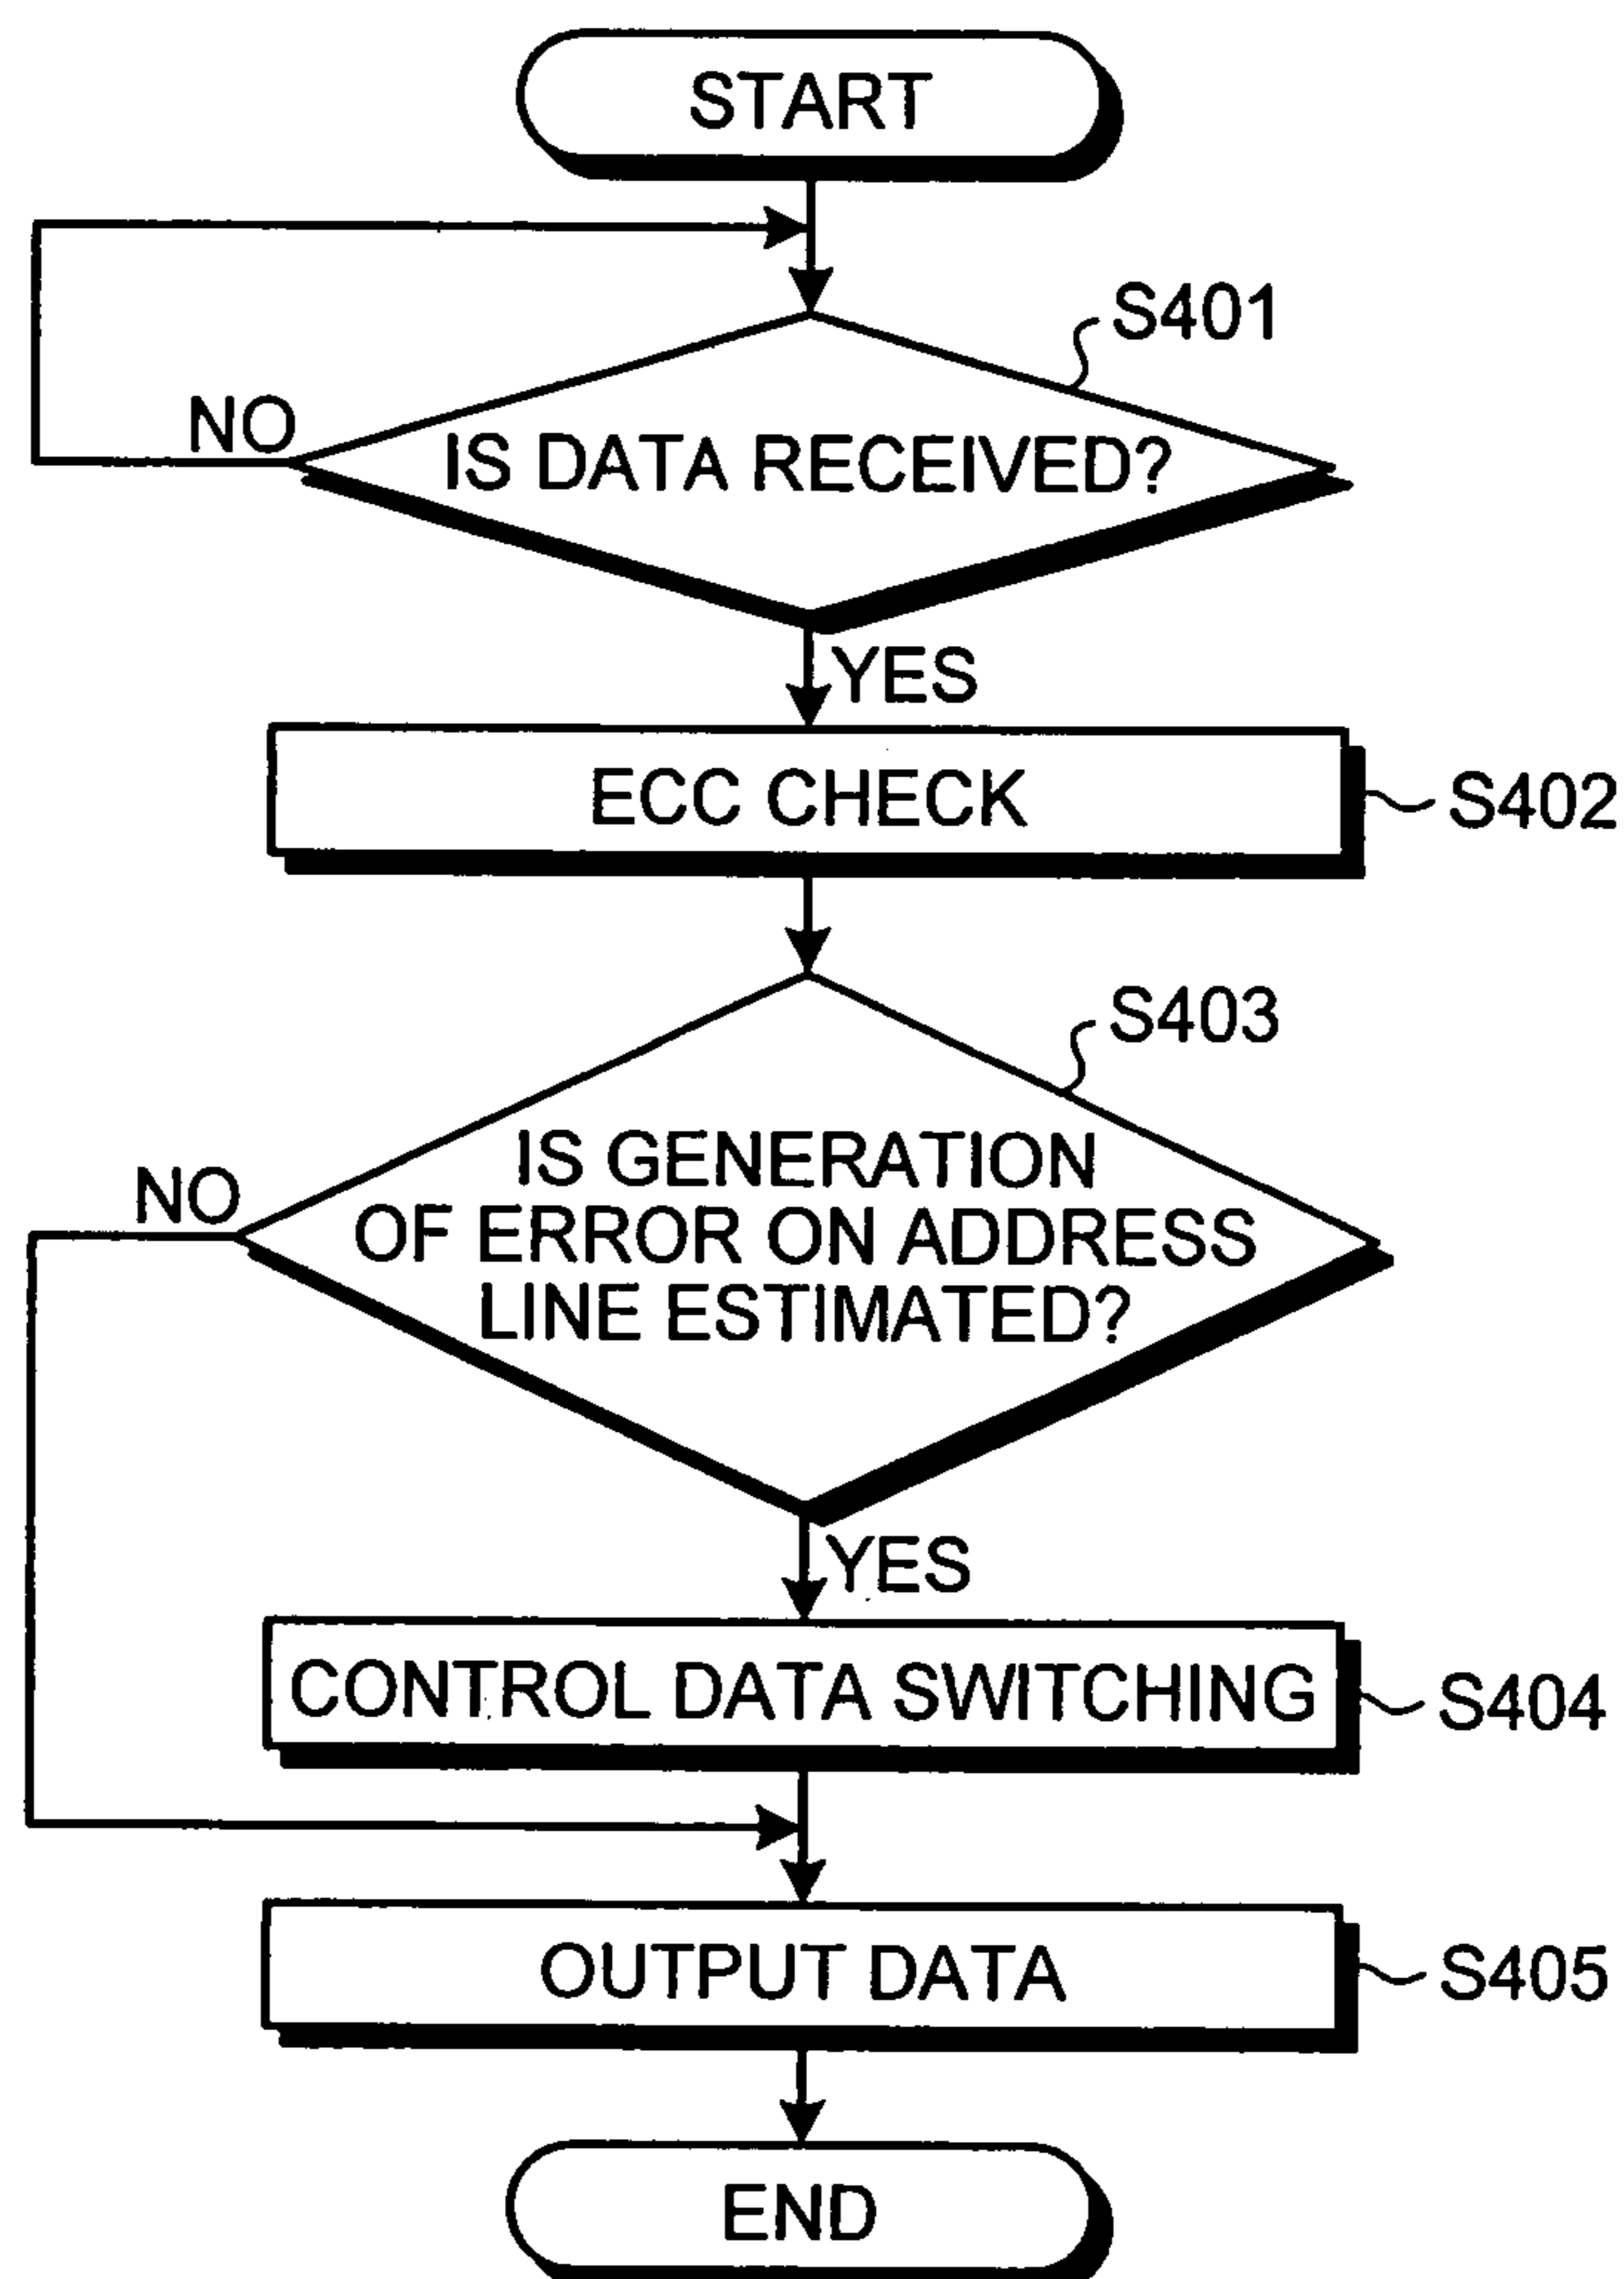 START
S401
NO
IS DATA RECEIVED?
YES
ECC CHECK
S402
S403
IS GENERATION
NO
OF ERROR ON ADDRESS
LINE ESTIMATED?
YES
CONTROL DATA SWITCHING
S404
OUTPUT DATA
S405
END